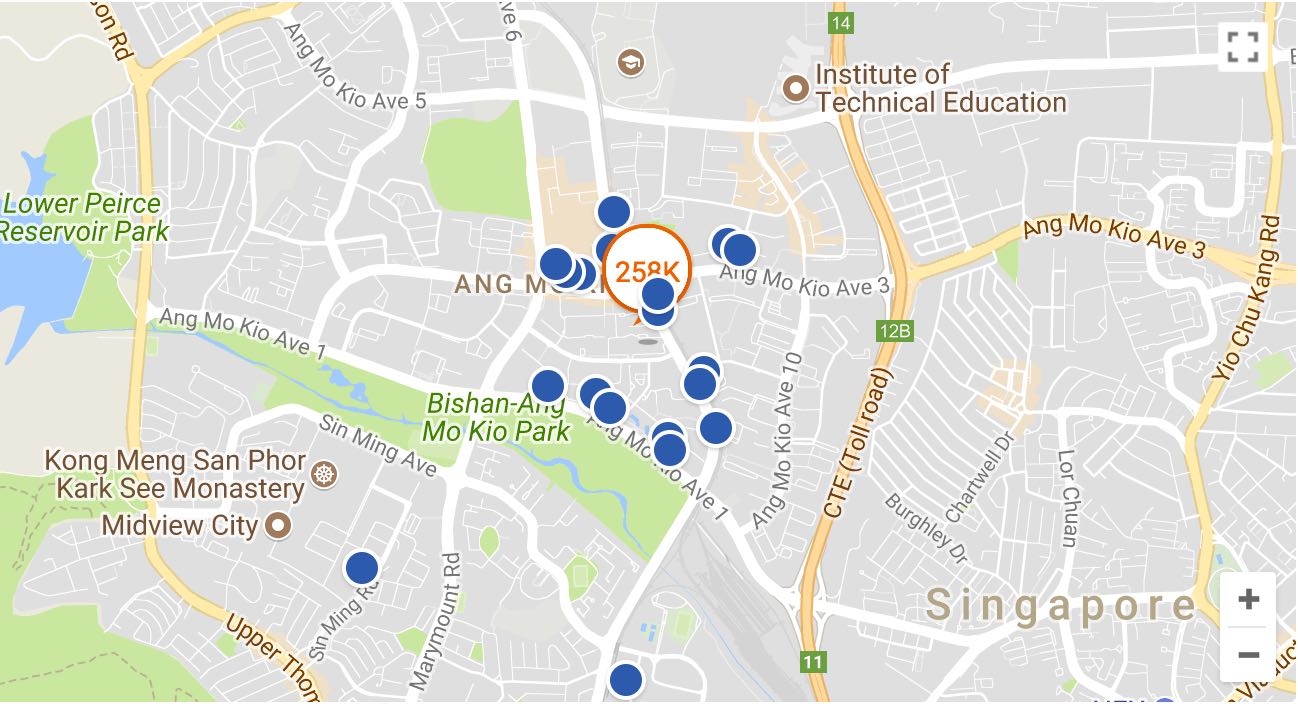 14
son Rd
Ave 6
Ang Mo Kio Ave 5
Institute of
Technical Education
Lower Peirce
Reservoir Park
Ang Mo Kio Ave 3
Yio Chu Kang Rd
258K
ANG MO
Ang Mo Kio Ave 3
Ang Mo Kio Ave 1
12B
Ang Mo Kio Ave 10
CTE (Toll road)
Bishan-Ang
Mo Kio Park
Sin Ming Ave
Ang Mo Kio Ave 1
Kong Meng San Phor
Kark See Monastery
Midview City
Chartwell Dr
Lor Chuan
Burghley Dr
Sin Ming Rd
Marymount Rd
Singapore
Upper Thom
11
+
−